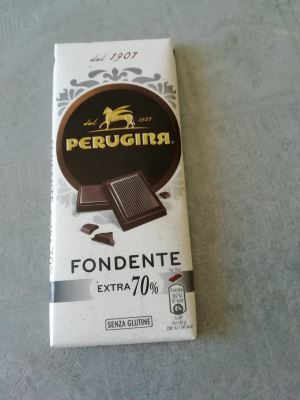 dal 1907
dal 1907
PERUGINA
FONDENTE
EXTRA 70%
SENZA GLUTINE